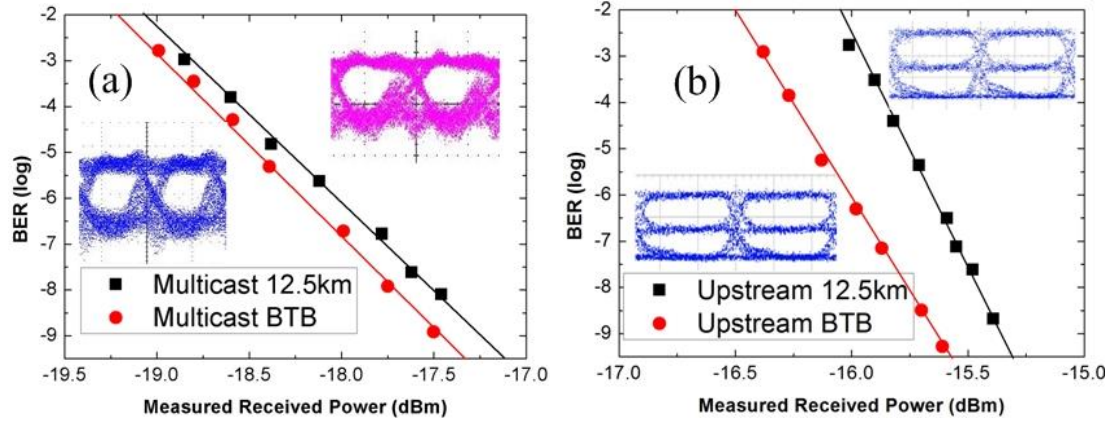 (a)
BER (log)
-2
-3
-4
-5
-6
-7
-8
-9
Multicast 12.5km
Multicast BTB
-19.5 -19.0 -18.5 -18.0 -17.5 -17.0
Measured Received Power (dBm)
(b)
BER (log)
-2
-3
-4
-5
-6
-7
-8
-9
Upstream 12.5km
Upstream BTB
-17.0 -16.5 -16.0 -15.5 -15.0
Measured Received Power (dBm)